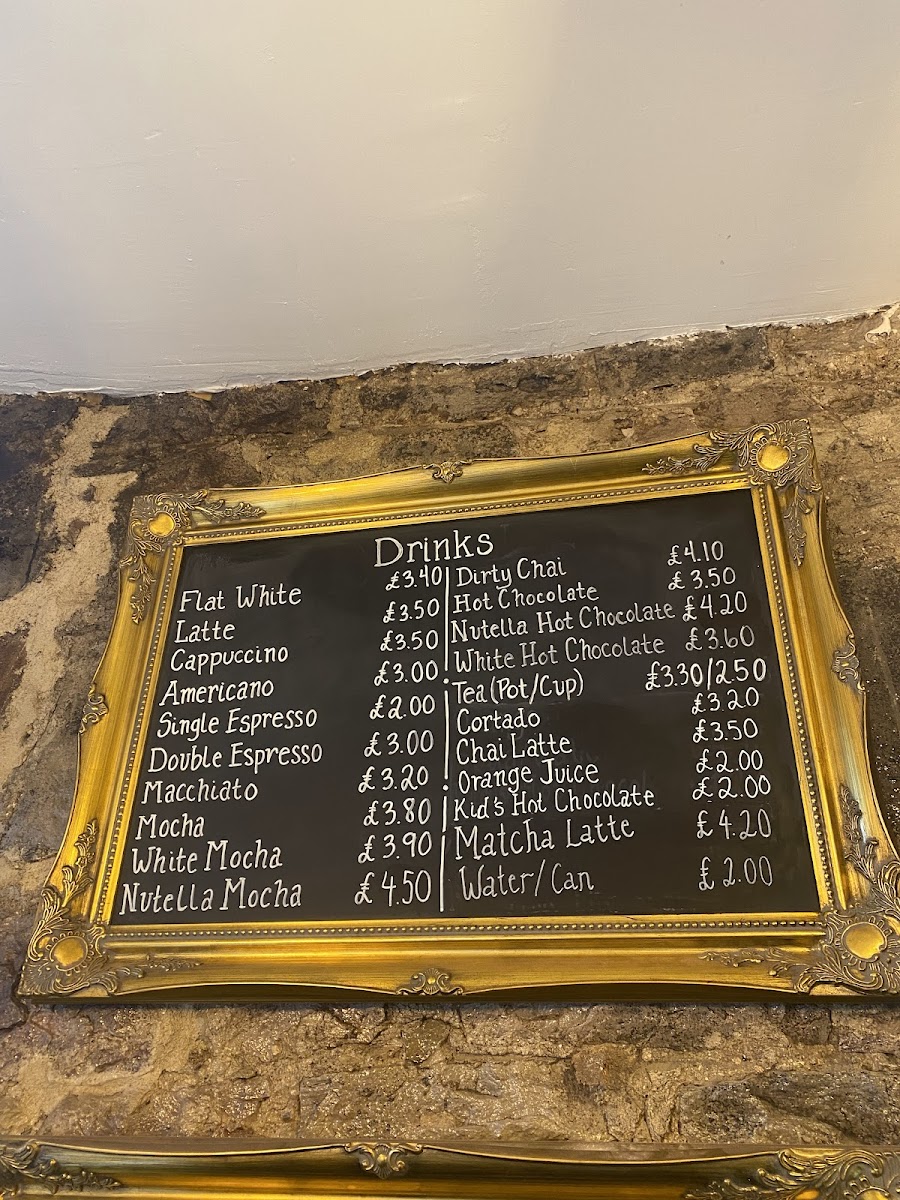 Drinks
Flat White £3.40
Latte £3.50
Cappuccino £3.50
Americano £3.00
Single Espresso £2.00
Double Espresso £3.00
Macchiato £3.20
Mocha £3.80
White Mocha £3.90
Nutella Mocha £4.50
Dirty Chai £4.10
Hot Chocolate £3.50
Nutella Hot Chocolate £4.20
White Hot Chocolate £3.60
Tea (Pot/Cup) £3.30/2.50
Cortado £3.20
Chai Latte £3.50
Orange Juice £2.00
Kid's Hot Chocolate £2.00
Matcha Latte £4.20
Water/Can £2.00